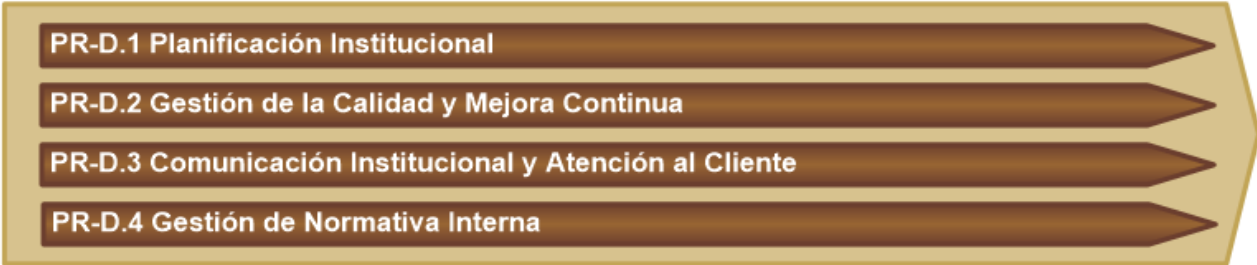 PR-D.1 Planificación Institucional
PR-D.2 Gestión de la Calidad y Mejora Continua
PR-D.3 Comunicación Institucional y Atención al Cliente
PR-D.4 Gestión de Normativa Interna